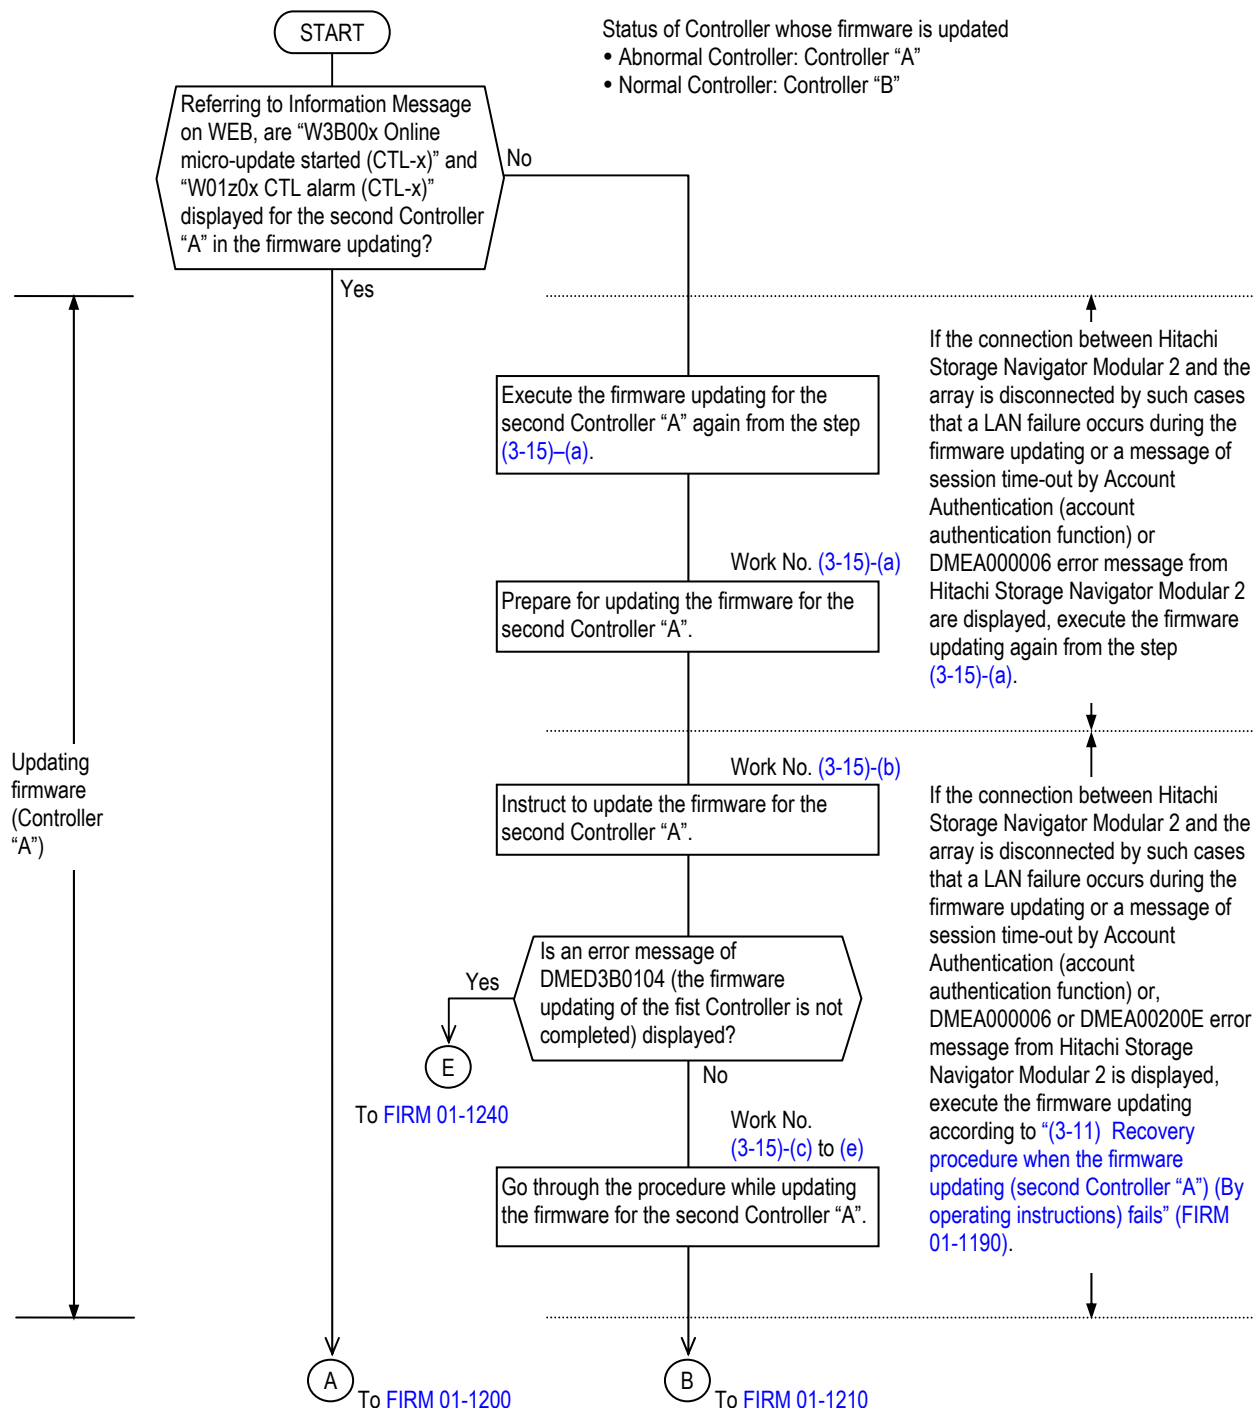 START
Status of Controller whose firmware is updated
• Abnormal Controller: Controller “A”
• Normal Controller: Controller “B”
Referring to Information Message
on WEB, are “W3B00x Online
micro-update started (CTL-x)” and
“W01z0x CTL alarm (CTL-x)”
displayed for the second Controller
“A” in the firmware updating?
No
Yes
Execute the firmware updating for the
second Controller “A” again from the step
(3-15)–(a).
If the connection between Hitachi
Storage Navigator Modular 2 and the
array is disconnected by such cases
that a LAN failure occurs during the
firmware updating or a message of
session time-out by Account
Authentication (account
authentication function) or
DMEA000006 error message from
Hitachi Storage Navigator Modular 2
are displayed, execute the firmware
updating again from the step
(3-15)-(a).
Work No. (3-15)-(a)
Prepare for updating the firmware for the
second Controller “A”.
Updating
firmware
(Controller
“A”)
Work No. (3-15)-(b)
Instruct to update the firmware for the
second Controller “A”.
If the connection between Hitachi
Storage Navigator Modular 2 and the
array is disconnected by such cases
that a LAN failure occurs during the
firmware updating or a message of
session time-out by Account
Authentication (account
authentication function) or,
DMEA000006 or DMEA00200E error
message from Hitachi Storage
Navigator Modular 2 is displayed,
execute the firmware updating
according to “(3-11)  Recovery
procedure when the firmware
updating (second Controller “A”) (By
operating instructions) fails” (FIRM
01-1190).
Is an error message of
DMED3B0104 (the firmware
updating of the fist Controller is not
completed) displayed?
Yes
E
To FIRM 01-1240
No
Work No.
(3-15)-(c) to (e)
Go through the procedure while updating
the firmware for the second Controller “A”.
A
To FIRM 01-1200
B
To FIRM 01-1210